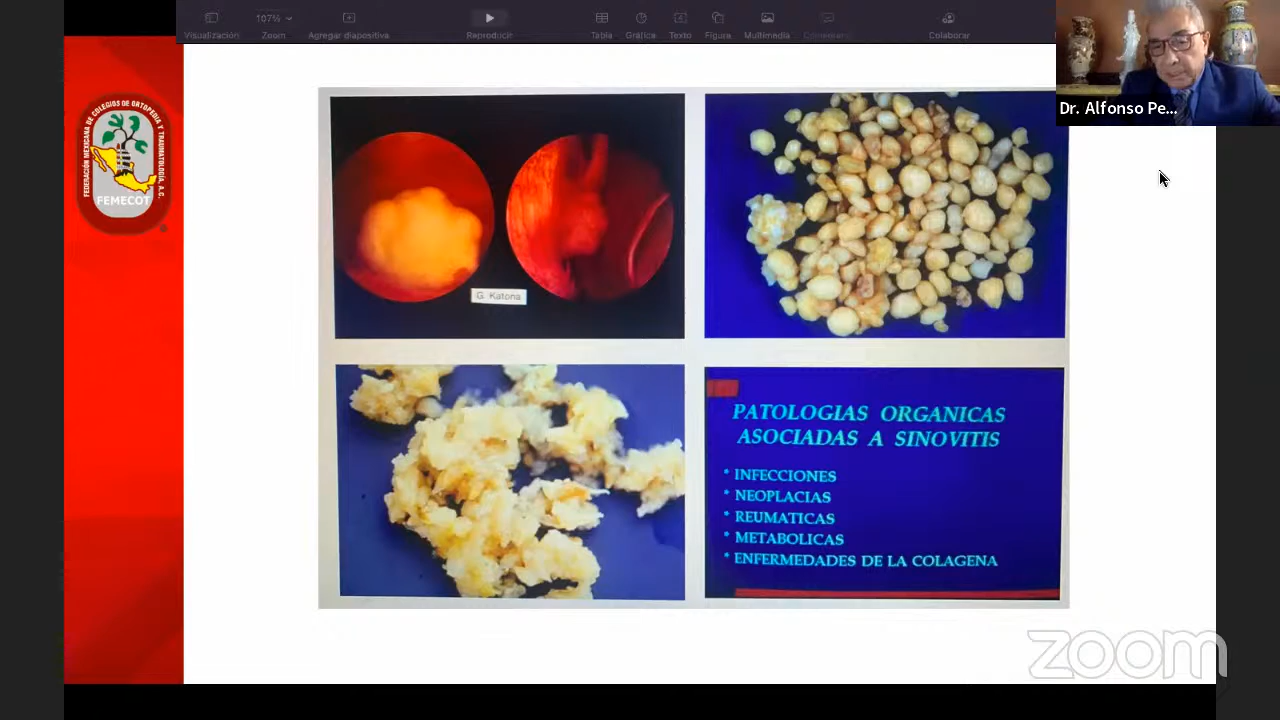 Visualización
107%
Zoom
Agregar diapositiva
Reproducir
Tabla
Gráfica
Texto
Figura
Multimedia
Comentario
Colaborar
Dr. Alfonso Pe...
FEDERACIÓN MEXICANA DE COLEGIOS DE ORTOPEDIA Y TRAUMATOLOGÍA, A.C.
FEMECOT
G. Katona
PATOLOGIAS ORGANICAS
ASOCIADAS A SINOVITIS
* INFECCIONES
* NEOPLACIAS
* REUMATICAS
* METABOLICAS
* ENFERMEDADES DE LA COLAGENA
zoom